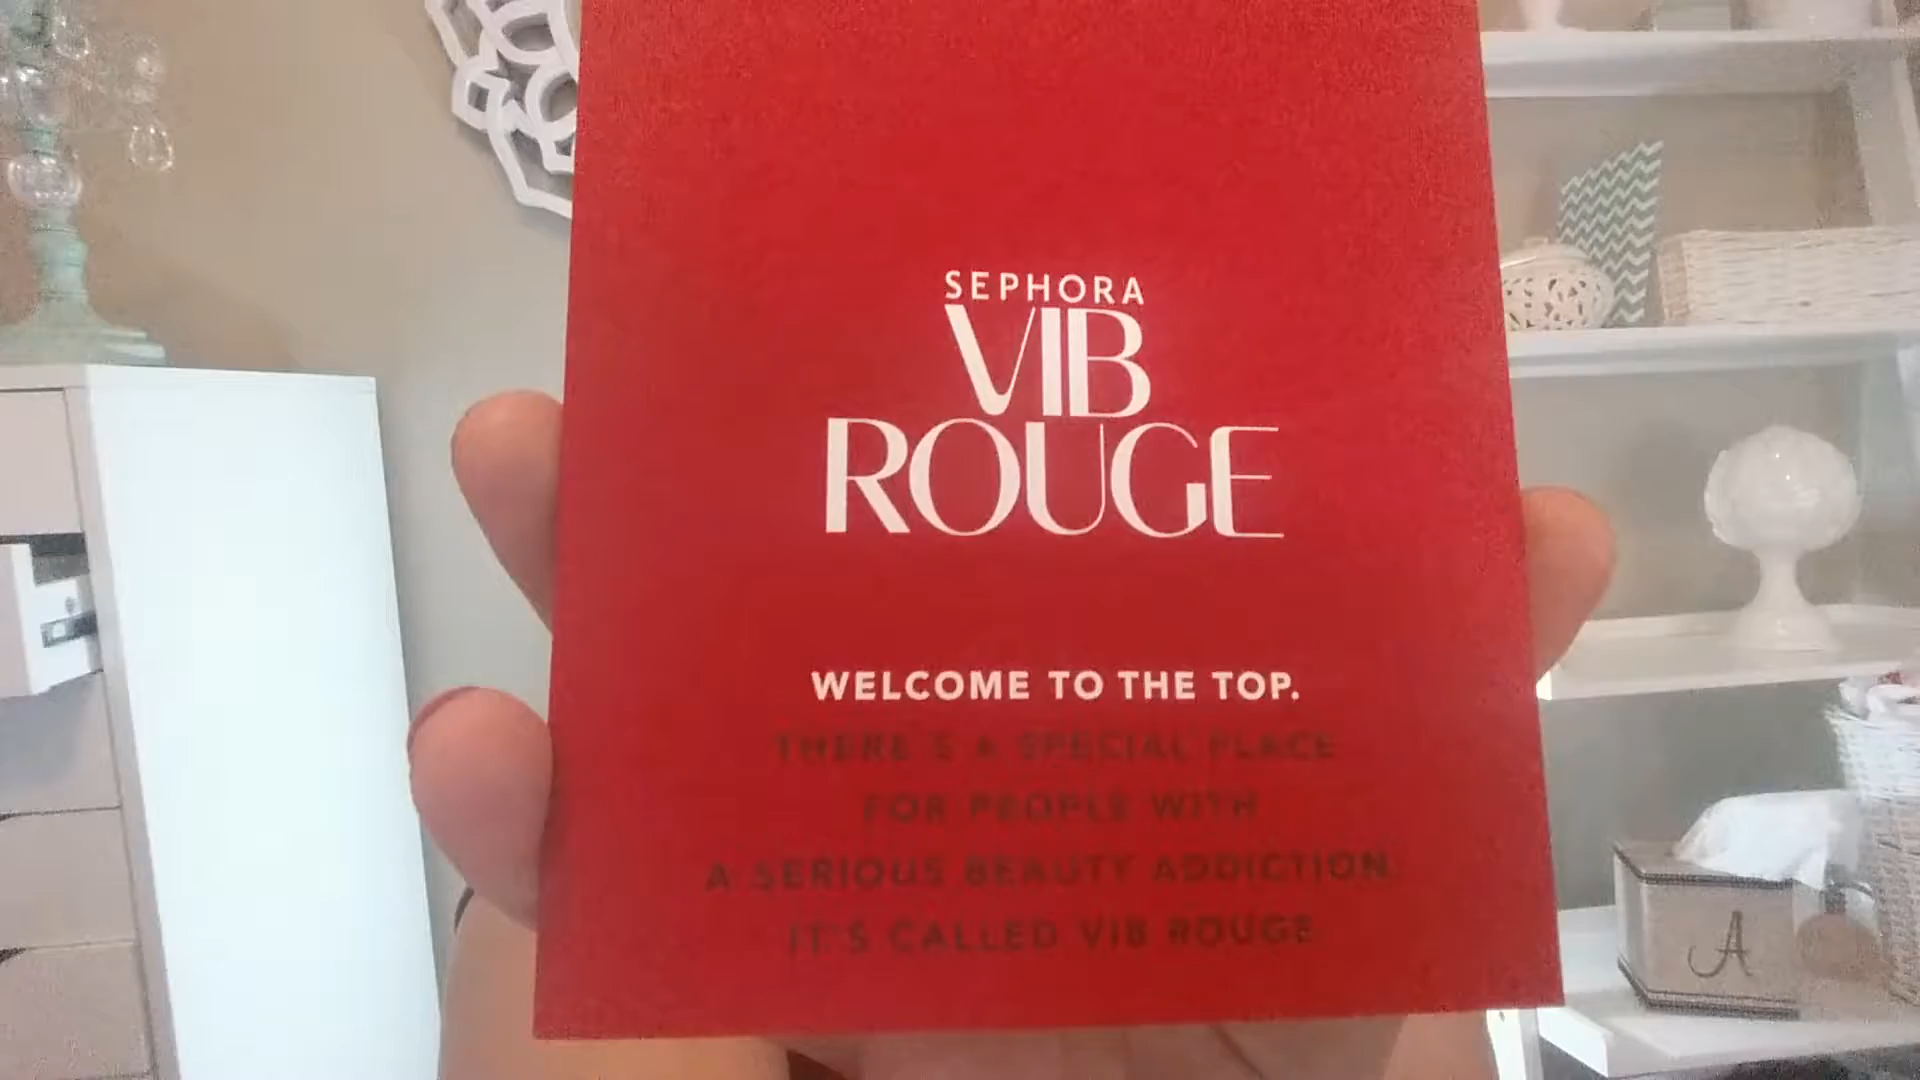 SEPHORA
VIB
ROUGE
WELCOME TO THE TOP.
THERE'S A SPECIAL PLACE
FOR PEOPLE WITH
A SERIOUS BEAUTY ADDICTION.
IT'S CALLED VIB ROUGE
A